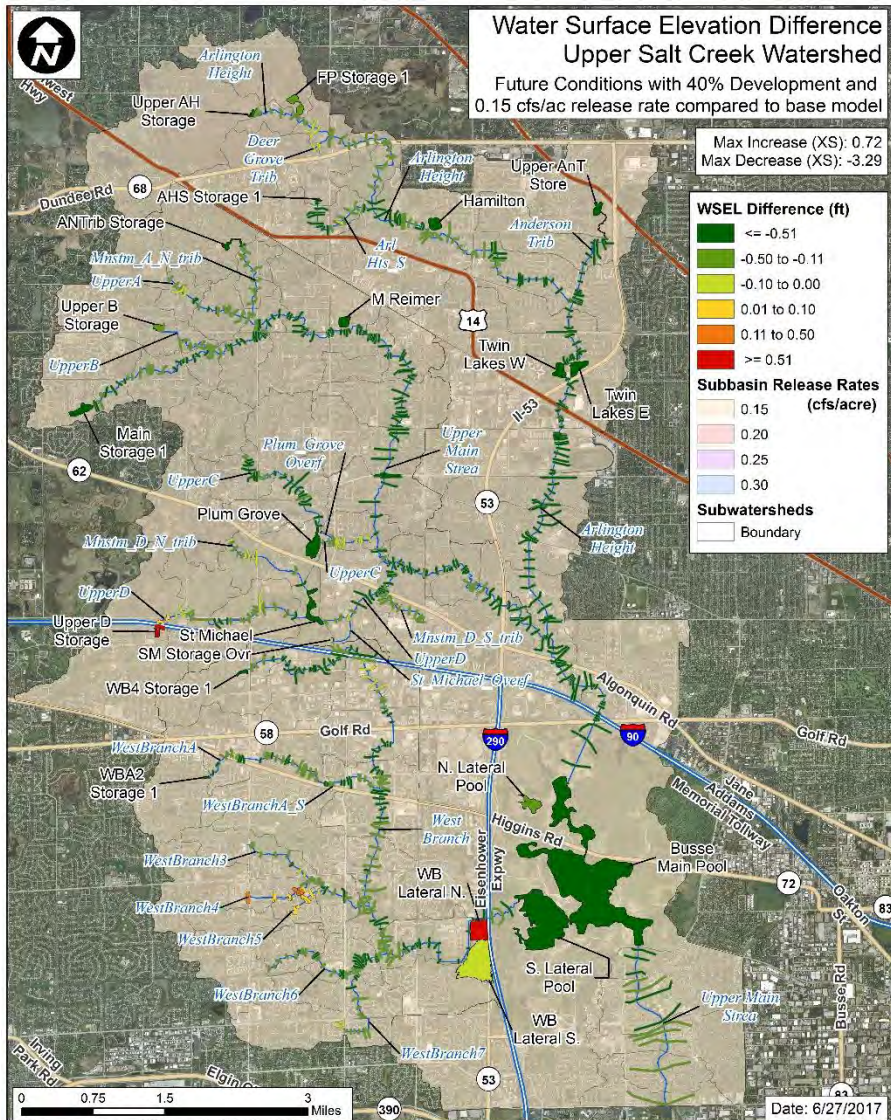 Water Surface Elevation Difference
Upper Salt Creek Watershed
Future Conditions with 40% Development and
0.15 cfs/ac release rate compared to base model
Max Increase (XS): 0.72
Max Decrease (XS): -3.29
WSEL Difference (ft)
<= -0.51
-0.50 to -0.11
-0.10 to 0.00
0.01 to 0.10
0.11 to 0.50
>= 0.51
Subbasin Release Rates
(cfs/acre)
0.15
0.20
0.25
0.30
Subwatersheds
Boundary
N
Hwy
Arlington
Height
FP Storage 1
Upper AH
Storage
Deer
Grove
Trib
Dundee Rd
68
AHS Storage 1
Arlington
Height
Upper AnT
Store
Hamilton
ANTrib Storage
Arl
Hts_S
Anderson
Trib
Mnstm_A_N_trib
UpperA
M Reimer
Upper B
Storage
14
UpperB
Twin
Lakes W
Twin
Lakes E
Il-53
Main
Storage 1
62
Plum_Grove
Overf
Upper
Main
Strea
UpperC
53
Plum Grove
Arlington
Height
Mnstm_D_N_trib
UpperC
UpperD
Upper D
Storage
St Michael
SM Storage Ovr
Mnstm_D_S_trib
UpperD
St_Michael_Overf
WB4 Storage 1
Algonquin Rd
58
Golf Rd
290
90
Golf Rd
WestBranchA
WBA2
Storage 1
N. Lateral
Pool
Jane
Addams
Memorial Tollway
WestBranchA_S
West
Branch
Higgins Rd
Eisenhower
Expwy
Busse
Main Pool
WestBranch3
WB
Lateral N.
72
Oakton
St
83
WestBranch4
WestBranch5
S. Lateral
Pool
WestBranch6
WB
Lateral S.
Upper Main
Strea
Busse Rd
WestBranch7
Irving
Park Rd
Elgin
53
83
390
0 0.75 1.5 3
Miles
Date: 6/27/2017